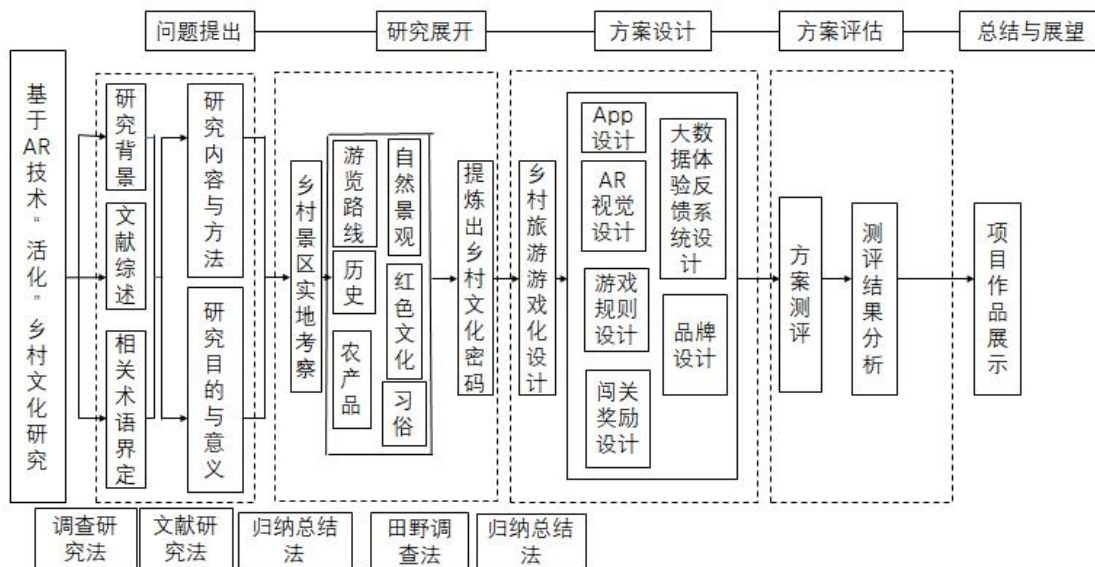 问题提出
研究展开
方案设计
方案评估
总结与展望
基于AR技术“活化”乡村文化研究
研究背景
文献综述
相关术语界定
研究内容与方法
研究目的与意义
乡村景区实地考察
游览路线
历史
农产品
自然景观
红色文化
习俗
提炼出乡村文化密码
乡村旅游游戏化设计
App
设计
AR
视觉
设计
游戏
规则
设计
闯关
奖励
设计
大数
据体
验反
馈系
统设
计
品牌
设计
方案测评
测评结果分析
项目作品展示
调查研
究法
文献研
究法
归纳总结
法
田野调
查法
归纳总结
法